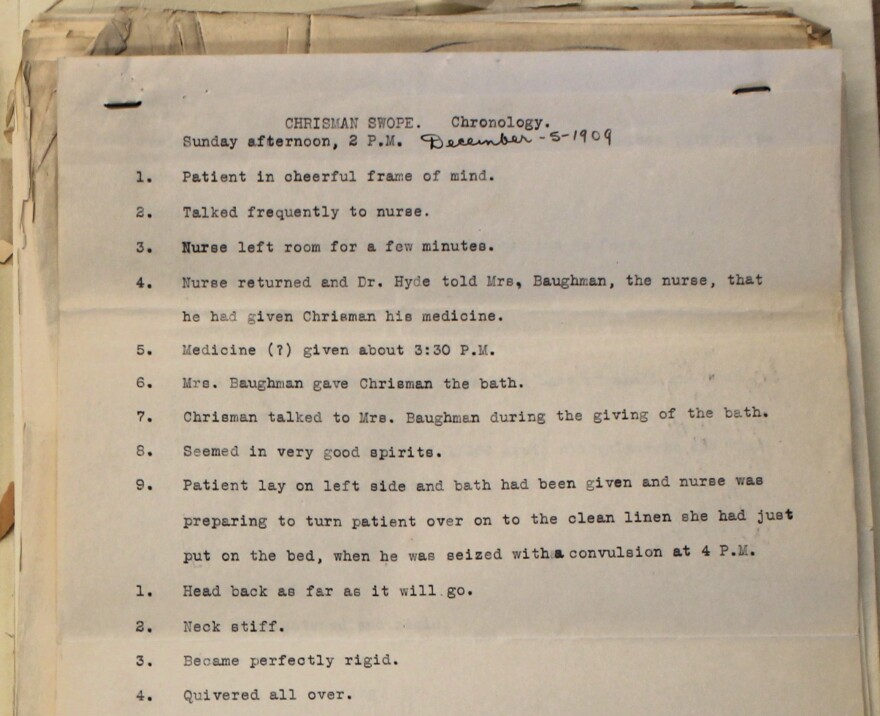 CHRISMAN SWOPE. Chronology.
Sunday afternoon, 2 P.M. December-5-1909
1. Patient in cheerful frame of mind.
2. Talked frequently to nurse.
3. Nurse left room for a few minutes.
4. Nurse returned and Dr. Hyde told Mrs, Baughman, the nurse, that
he had given Chrisman his medicine.
5. Medicine (?) given about 3:30 P.M.
6. Mrs. Baughman gave Chrisman the bath.
7. Chrisman talked to Mrs. Baughman during the giving of the bath.
8. Seemed in very good spirits.
9. Patient lay on left side and bath had been given and nurse was
preparing to turn patient over on to the clean linen she had just
put on the bed, when he was seized with a convulsion at 4 P.M.
1. Head back as far as it will go.
2. Neck stiff.
3. Became perfectly rigid.
4. Quivered all over.